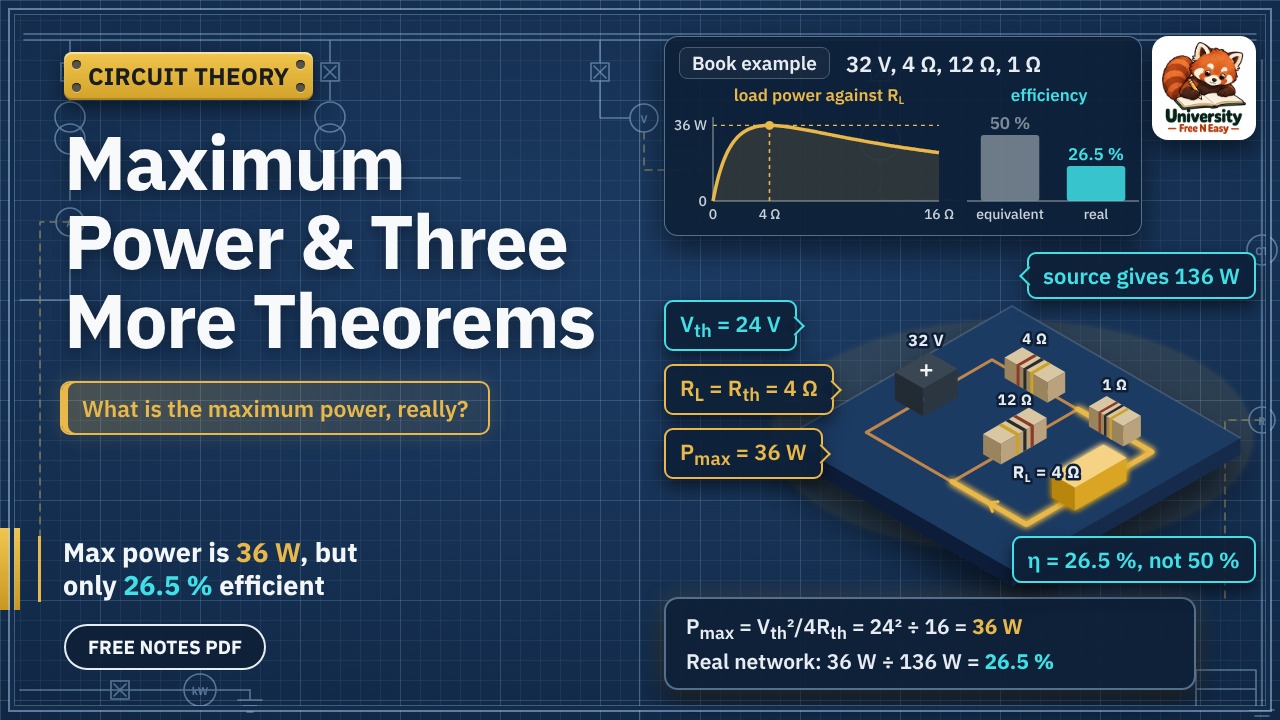 CIRCUIT THEORY
Maximum
Power & Three
More Theorems
What is the maximum power, really?
Max power is 36 W, but
only 26.5 % efficient
FREE NOTES PDF
Book example 32 V, 4 Ω, 12 Ω, 1 Ω
load power against RL
efficiency
36 W
0
0
4 Ω
16 Ω
50 %
26.5 %
equivalent
real
University
Free N Easy
source gives 136 W
Vth = 24 V
RL = Rth = 4 Ω
Pmax = 36 W
32 V
+
4 Ω
12 Ω
1 Ω
RL = 4 Ω
η = 26.5 %, not 50 %
Pmax = Vth²/4Rth = 24² ÷ 16 = 36 W
Real network: 36 W ÷ 136 W = 26.5 %
V
kW